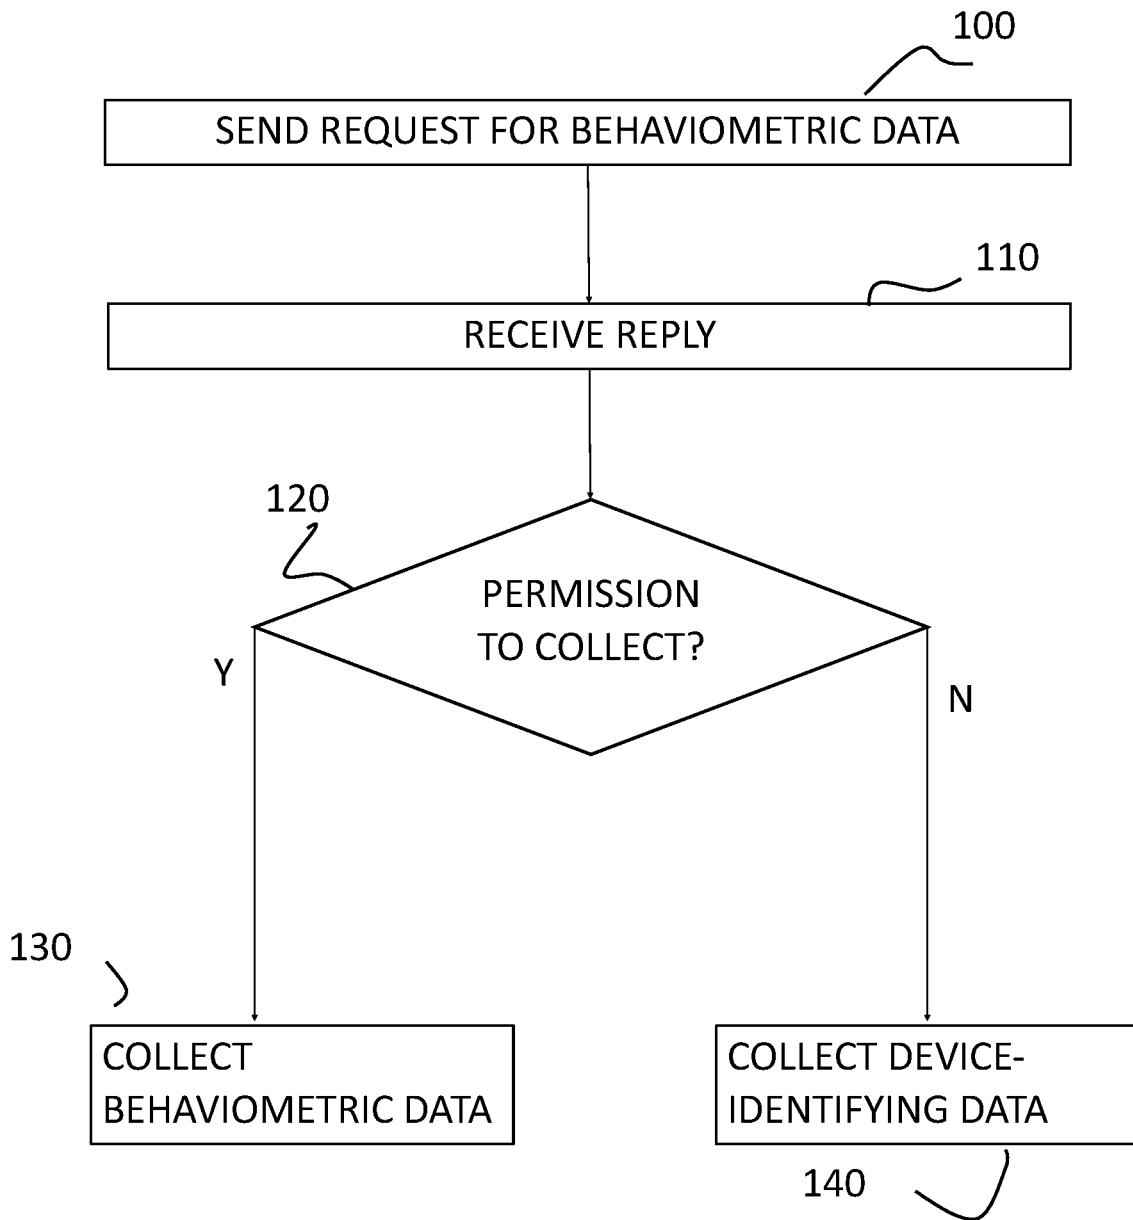 100
SEND REQUEST FOR BEHAVIOMETRIC DATA
110
RECEIVE REPLY
120
PERMISSION
TO COLLECT?
Y
N
130
COLLECT
BEHAVIOMETRIC DATA
COLLECT DEVICE-
IDENTIFYING DATA
140